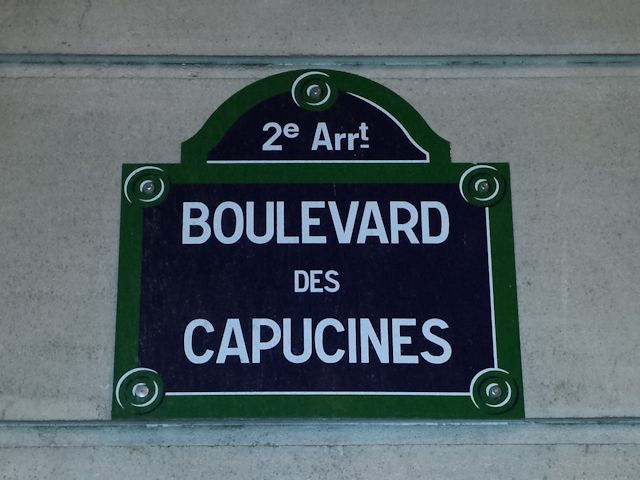 2e Arrt
BOULEVARD
DES
CAPUCINES